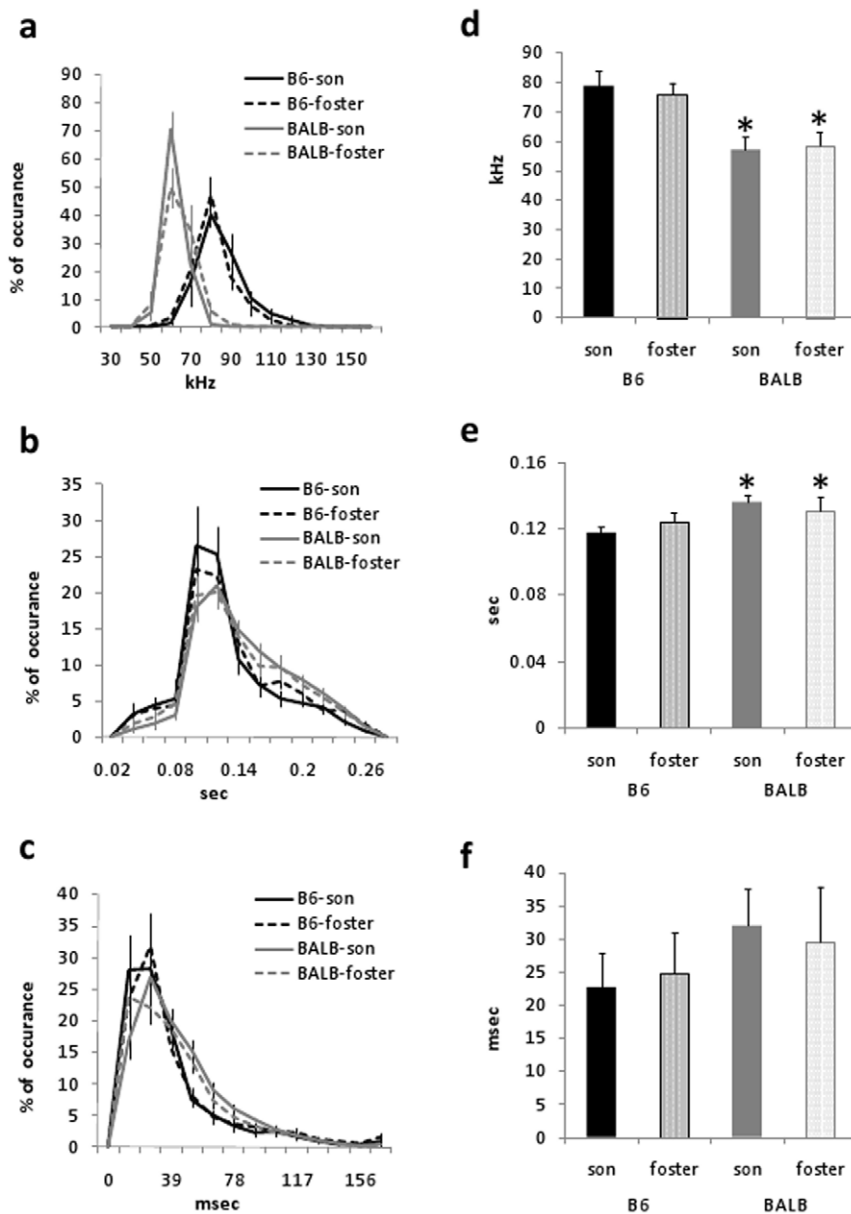 a
B6-son
B6-foster
BALB-son
BALB-foster
90
80
70
60
50
40
30
20
10
0
% of occurance
30 50 70 90 110 130 150
kHz
d
90
80
70
60
50
40
30
20
10
0
kHz
* *
son foster son foster
B6 BALB
b
B6-son
B6-foster
BALB-son
BALB-foster
35
30
25
20
15
10
5
0
% of occurance
0.02 0.08 0.14 0.2 0.26
sec
e
0.16
0.12
0.08
0.04
0
sec
* *
son foster son foster
B6 BALB
c
B6-son
B6-foster
BALB-son
BALB-foster
40
35
30
25
20
15
10
5
0
% of occurance
0 39 78 117 156
msec
f
40
35
30
25
20
15
10
5
0
msec
son foster son foster
B6 BALB